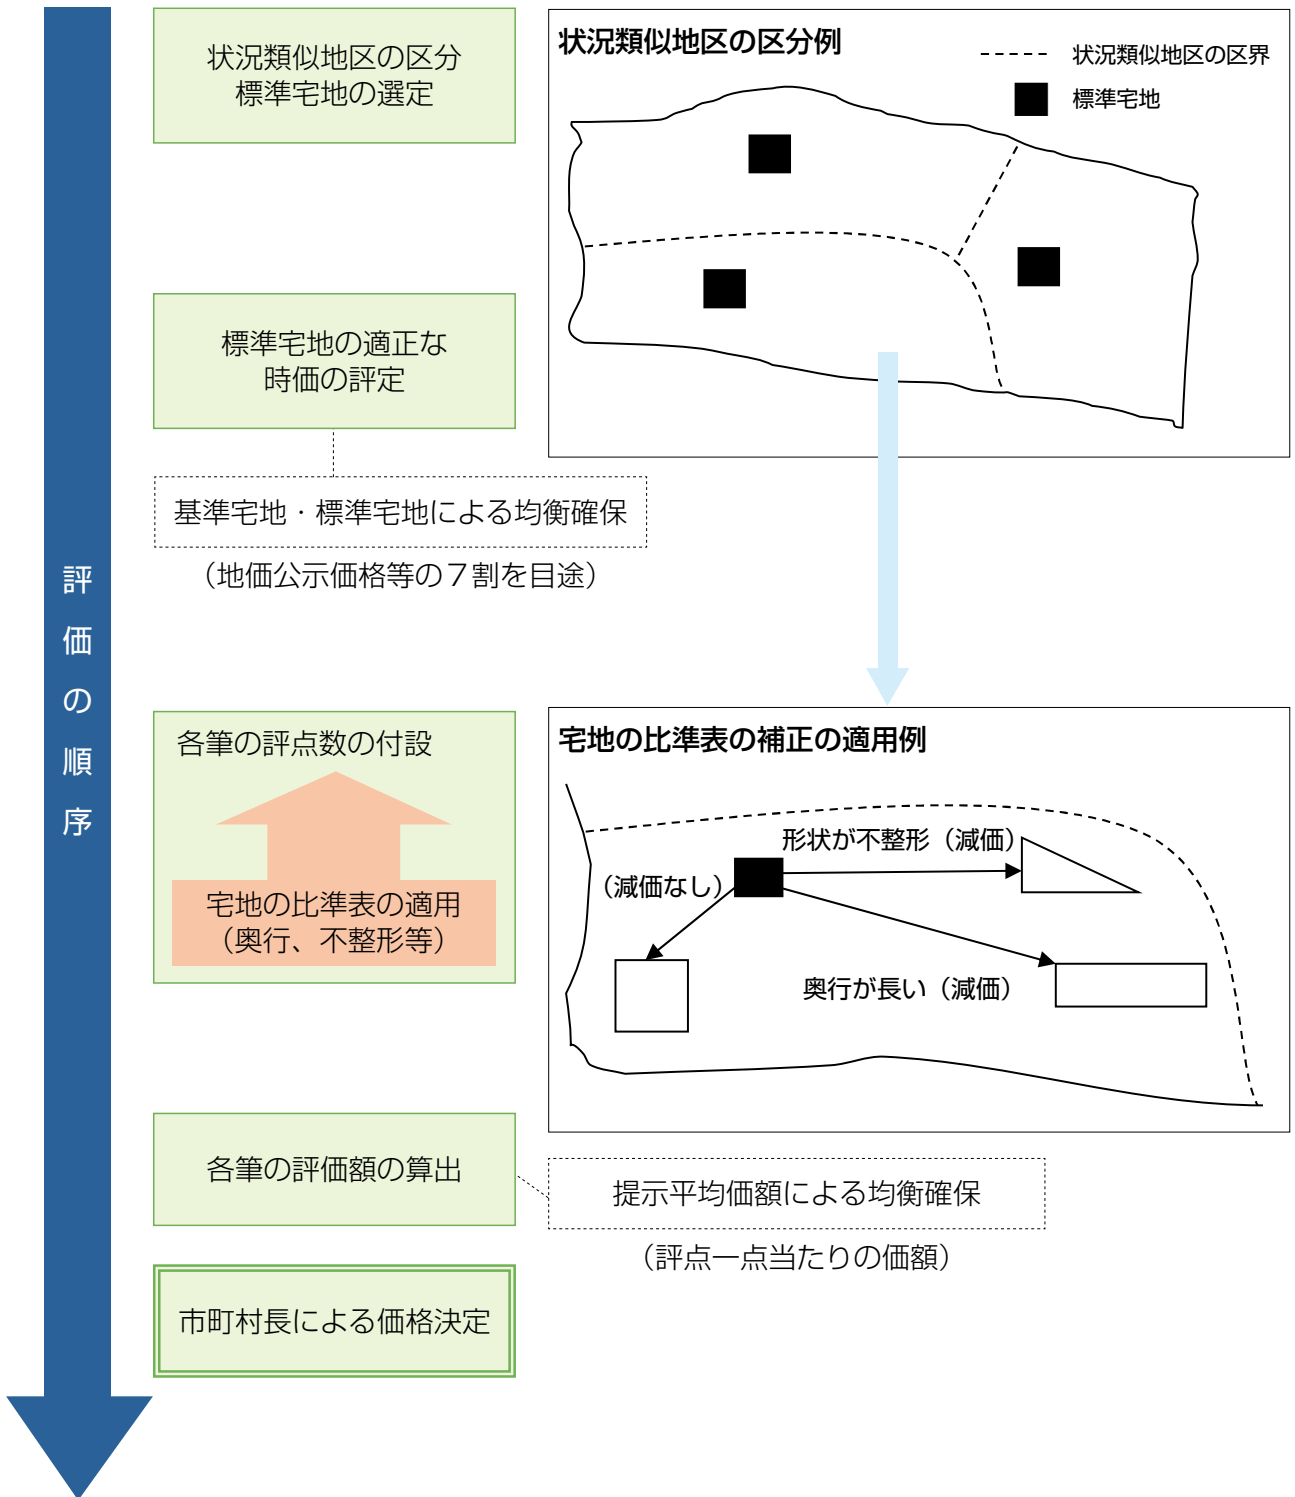 評価の順序
状況類似地区の区分
標準宅地の選定
状況類似地区の区分例
状況類似地区の区界
標準宅地
標準宅地の適正な
時価の評定
基準宅地・標準宅地による均衡確保
（地価公示価格等の７割を目途）
各筆の評点数の付設
宅地の比準表の適用
（奥行、不整形等）
宅地の比準表の補正の適用例
形状が不整形（減価）
（減価なし）
奥行が長い（減価）
各筆の評価額の算出
提示平均価額による均衡確保
（評点一点当たりの価額）
市町村長による価格決定